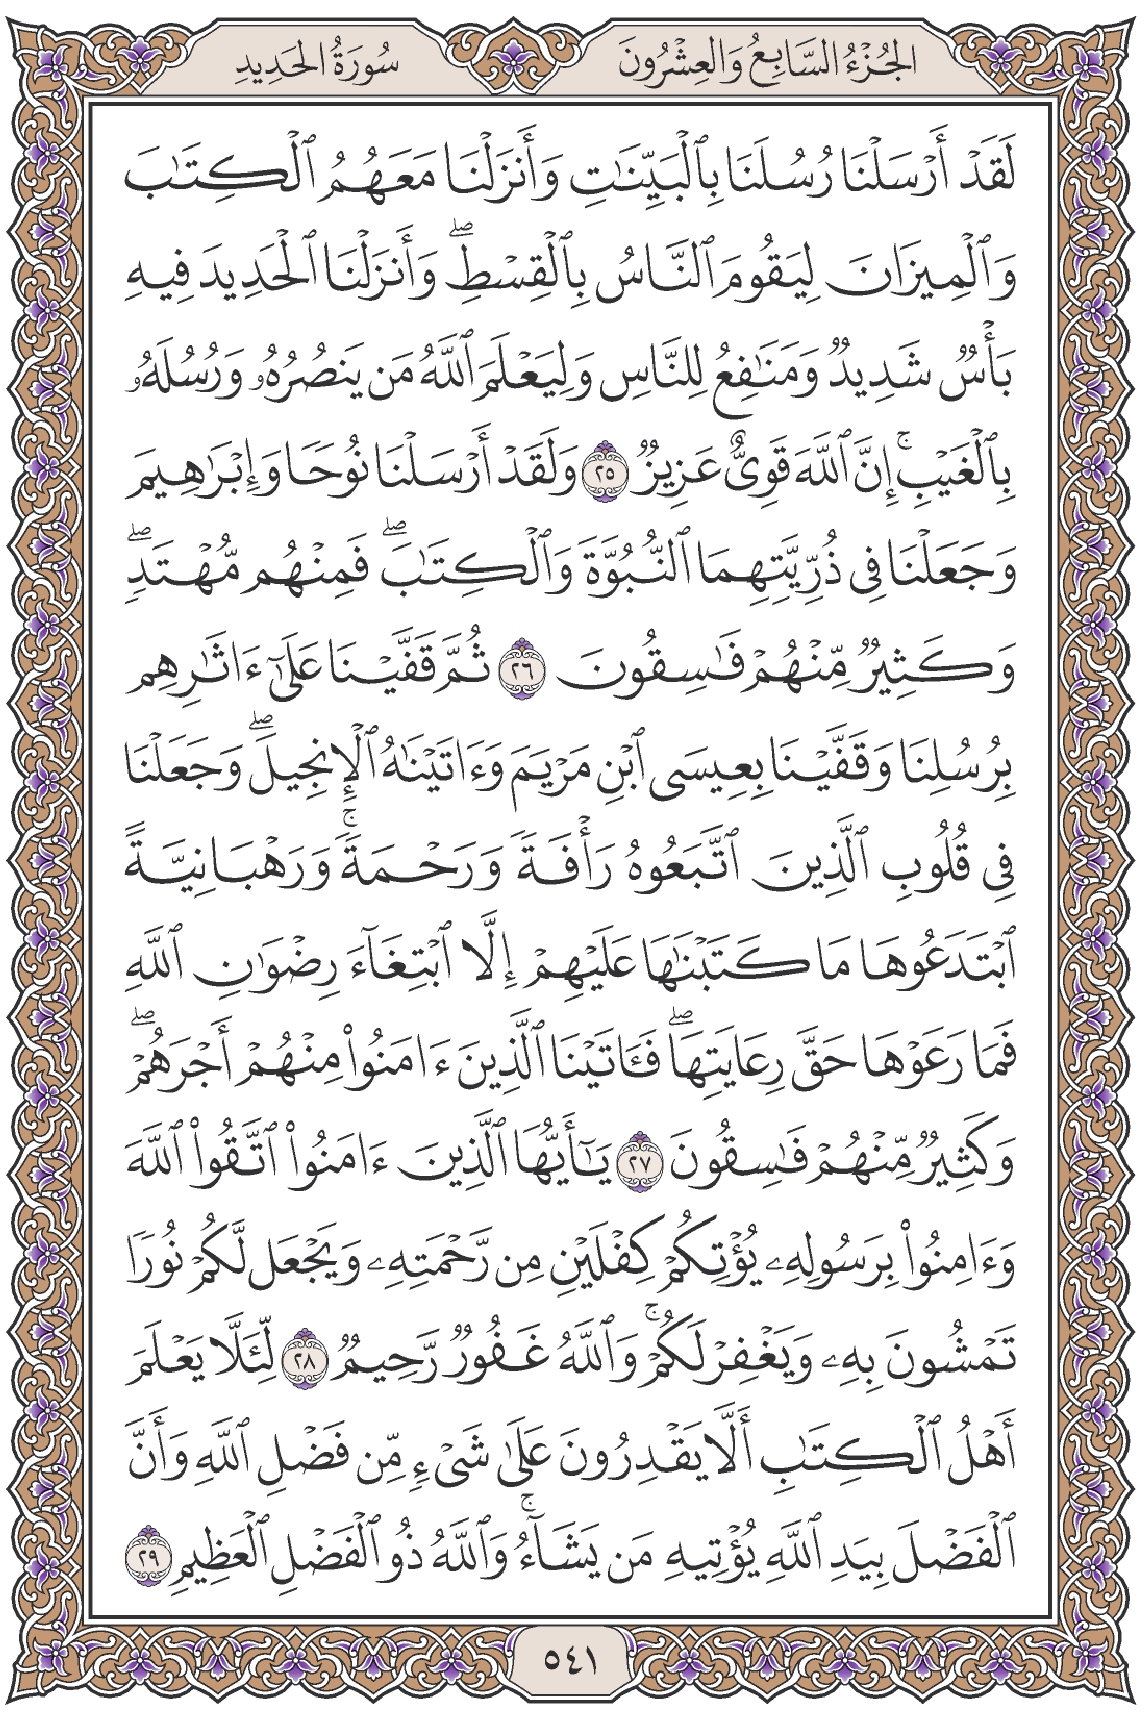 الجُزْءُ السَّابِعُ وَالعِشْرُونَ
سُورَةُ الحَدِيدِ
لَقَدْ أَرْسَلْنَا رُسُلَنَا بِٱلْبَيِّنَٰتِ وَأَنزَلْنَا مَعَهُمُ ٱلْكِتَٰبَ
وَٱلْمِيزَانَ لِيَقُومَ ٱلنَّاسُ بِٱلْقِسْطِۖ وَأَنزَلْنَا ٱلْحَدِيدَ فِيهِ
بَأْسٌ شَدِيدٌ وَمَنَٰفِعُ لِلنَّاسِ وَلِيَعْلَمَ ٱللَّهُ مَن يَنصُرُهُۥ وَرُسُلَهُۥ
بِٱلْغَيْبِۚ إِنَّ ٱللَّهَ قَوِىٌّ عَزِيزٌ ٢٥ وَلَقَدْ أَرْسَلْنَا نُوحًا وَإِبْرَٰهِيمَ
وَجَعَلْنَا فِى ذُرِّيَّتِهِمَا ٱلنُّبُوَّةَ وَٱلْكِتَٰبَۖ فَمِنْهُم مُّهْتَدٍۖ
وَكَثِيرٌ مِّنْهُمْ فَٰسِقُونَ ٢٦ ثُمَّ قَفَّيْنَا عَلَىٰٓ ءَاثَٰرِهِم
بِرُسُلِنَا وَقَفَّيْنَا بِعِيسَى ٱبْنِ مَرْيَمَ وَءَاتَيْنَٰهُ ٱلْإِنجِيلَۖ وَجَعَلْنَا
فِى قُلُوبِ ٱلَّذِينَ ٱتَّبَعُوهُ رَأْفَةً وَرَحْمَةًۚ وَرَهْبَانِيَّةً
ٱبْتَدَعُوهَا مَا كَتَبْنَٰهَا عَلَيْهِمْ إِلَّا ٱبْتِغَآءَ رِضْوَٰنِ ٱللَّهِ
فَمَا رَعَوْهَا حَقَّ رِعَايَتِهَاۖ فَـَٔاتَيْنَا ٱلَّذِينَ ءَامَنُوا۟ مِنْهُمْ أَجْرَهُمْۖ
وَكَثِيرٌ مِّنْهُمْ فَٰسِقُونَ ٢٧ يَٰٓأَيُّهَا ٱلَّذِينَ ءَامَنُوا۟ ٱتَّقُوا۟ ٱللَّهَ
وَءَامِنُوا۟ بِرَسُولِهِۦ يُؤْتِكُمْ كِفْلَيْنِ مِن رَّحْمَتِهِۦ وَيَجْعَل لَّكُمْ نُورًا
تَمْشُونَ بِهِۦ وَيَغْفِرْ لَكُمْۚ وَٱللَّهُ غَفُورٌ رَّحِيمٌ ٢٨ لِّئَلَّا يَعْلَمَ
أَهْلُ ٱلْكِتَٰبِ أَلَّا يَقْدِرُونَ عَلَىٰ شَىْءٍ مِّن فَضْلِ ٱللَّهِ وَأَنَّ
ٱلْفَضْلَ بِيَدِ ٱللَّهِ يُؤْتِيهِ مَن يَشَآءُۚ وَٱللَّهُ ذُو ٱلْفَضْلِ ٱلْعَظِيمِ ٢٩
٥٤١